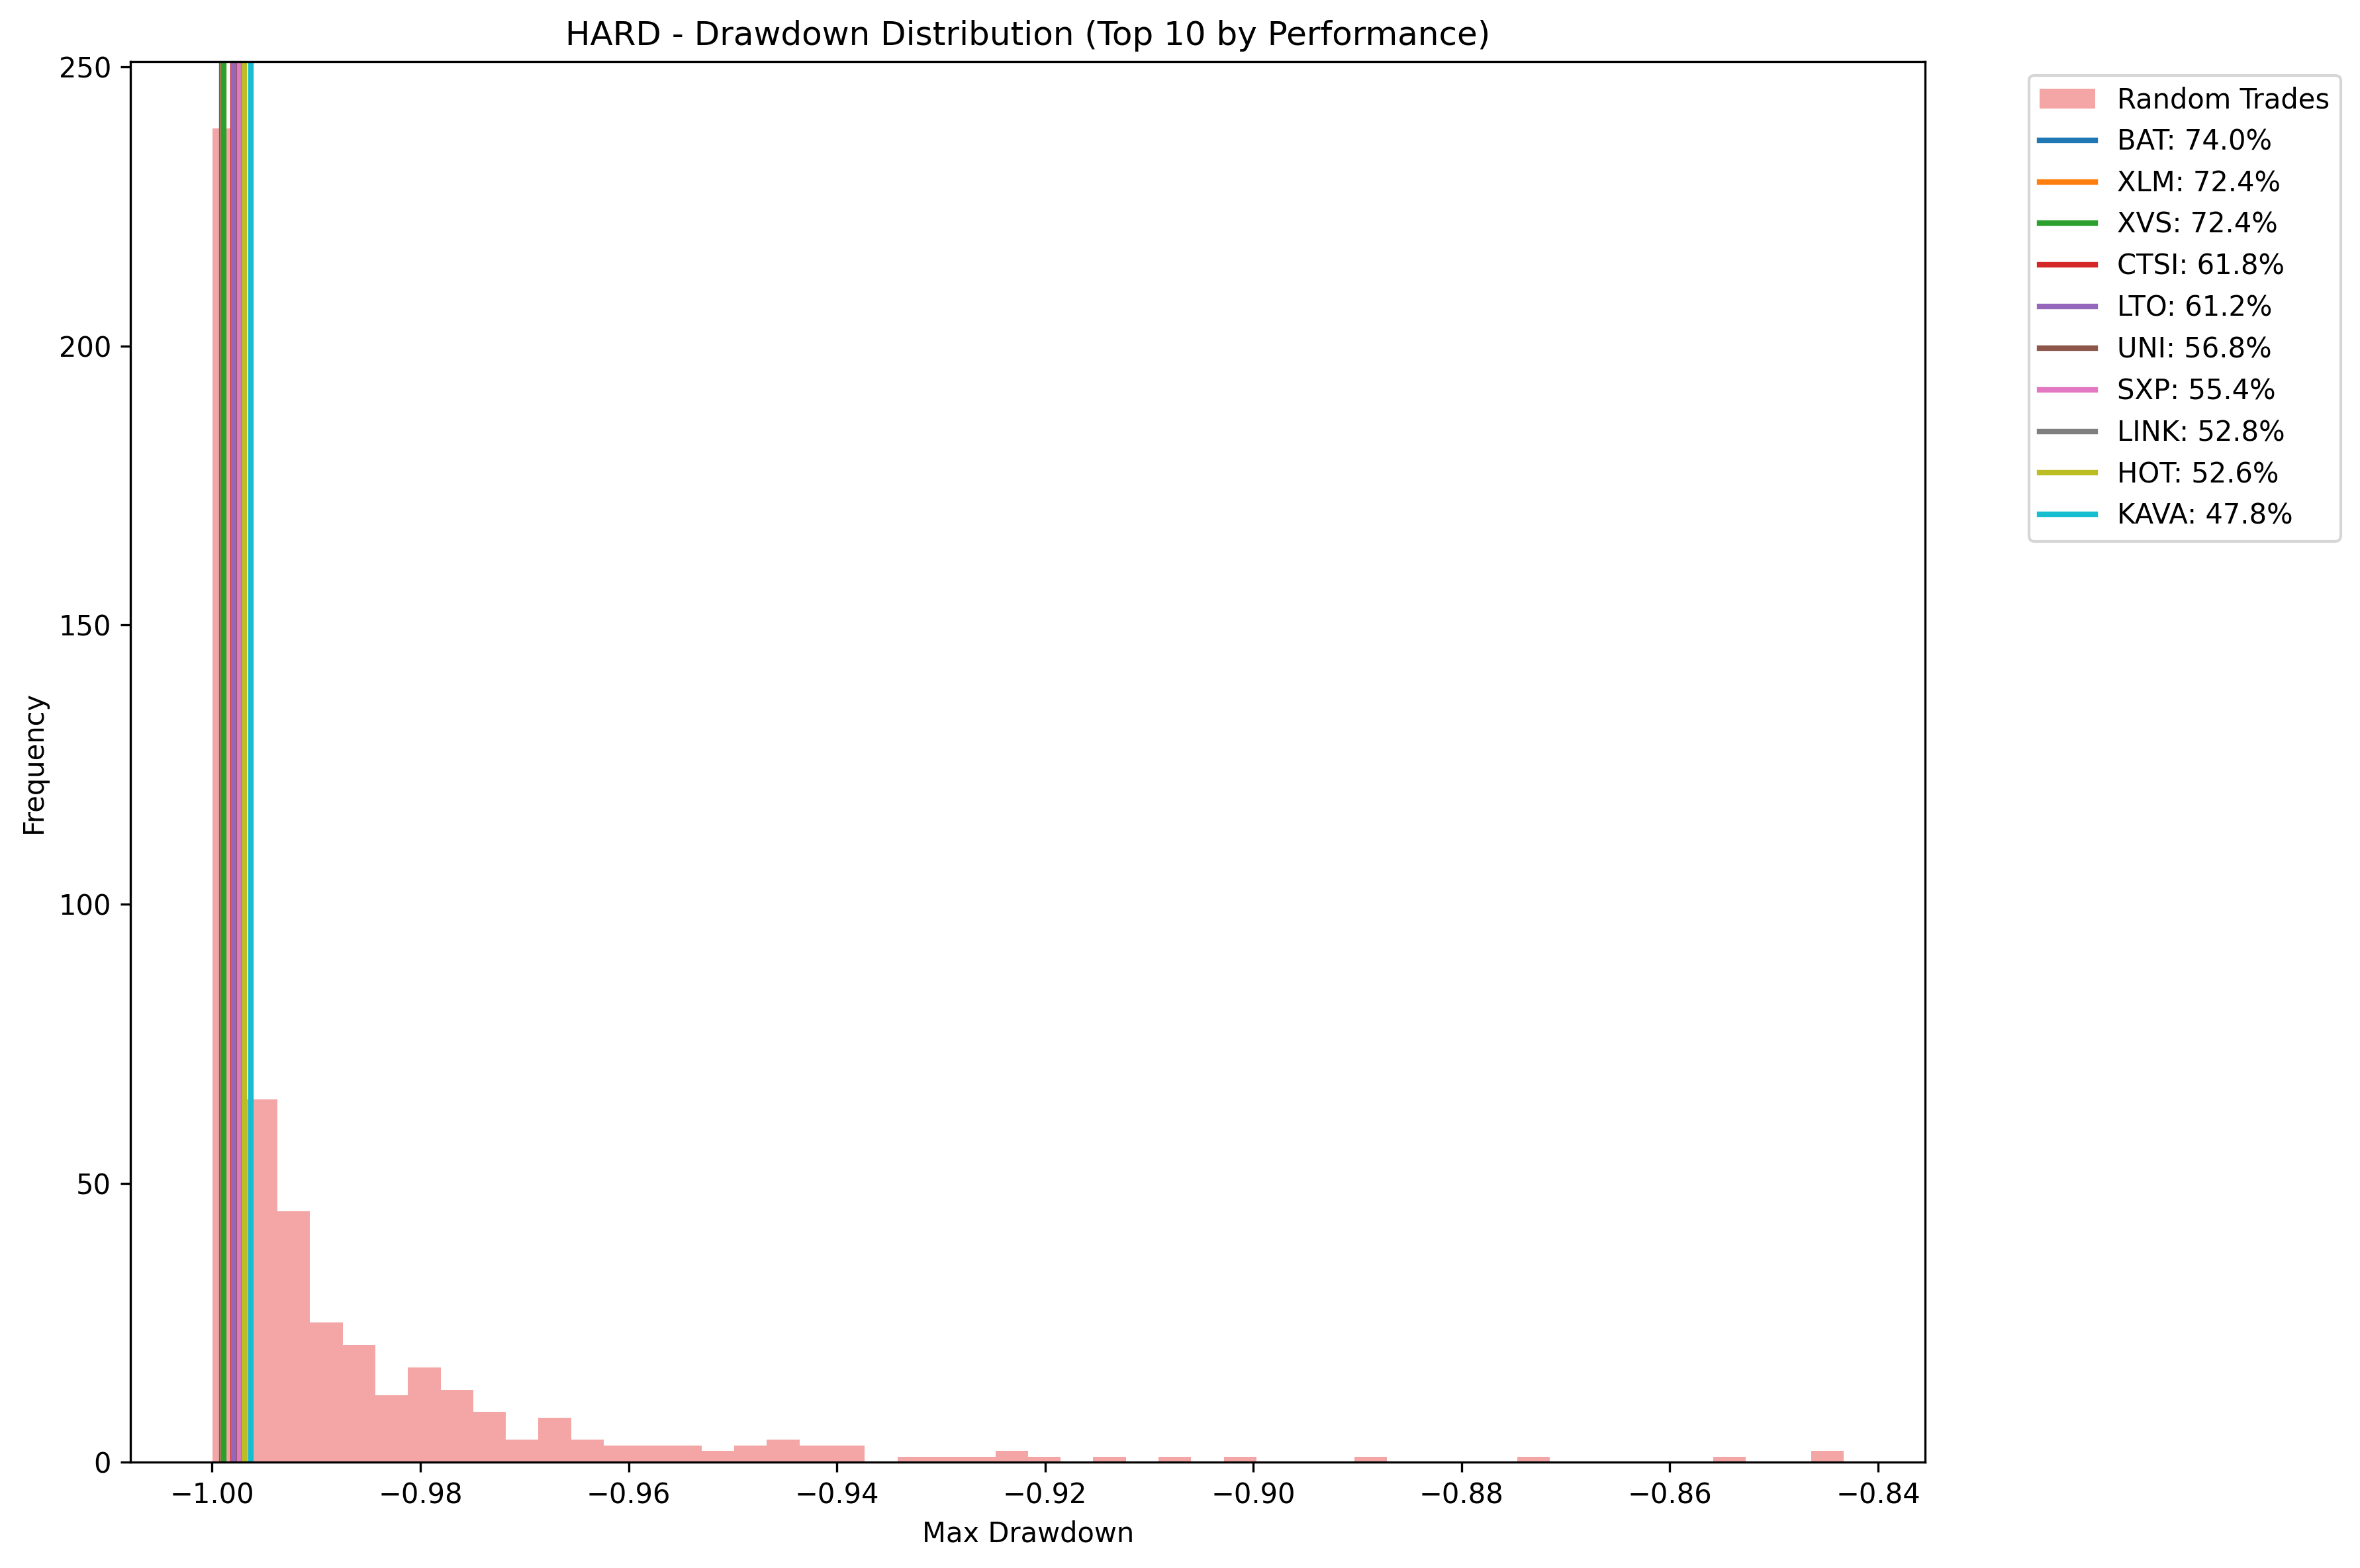 HARD - Drawdown Distribution (Top 10 by Performance)
250
200
150
100
50
0
Frequency
−1.00 −0.98 −0.96 −0.94 −0.92 −0.90 −0.88 −0.86 −0.84
Max Drawdown
Random Trades
BAT: 74.0%
XLM: 72.4%
XVS: 72.4%
CTSI: 61.8%
LTO: 61.2%
UNI: 56.8%
SXP: 55.4%
LINK: 52.8%
HOT: 52.6%
KAVA: 47.8%